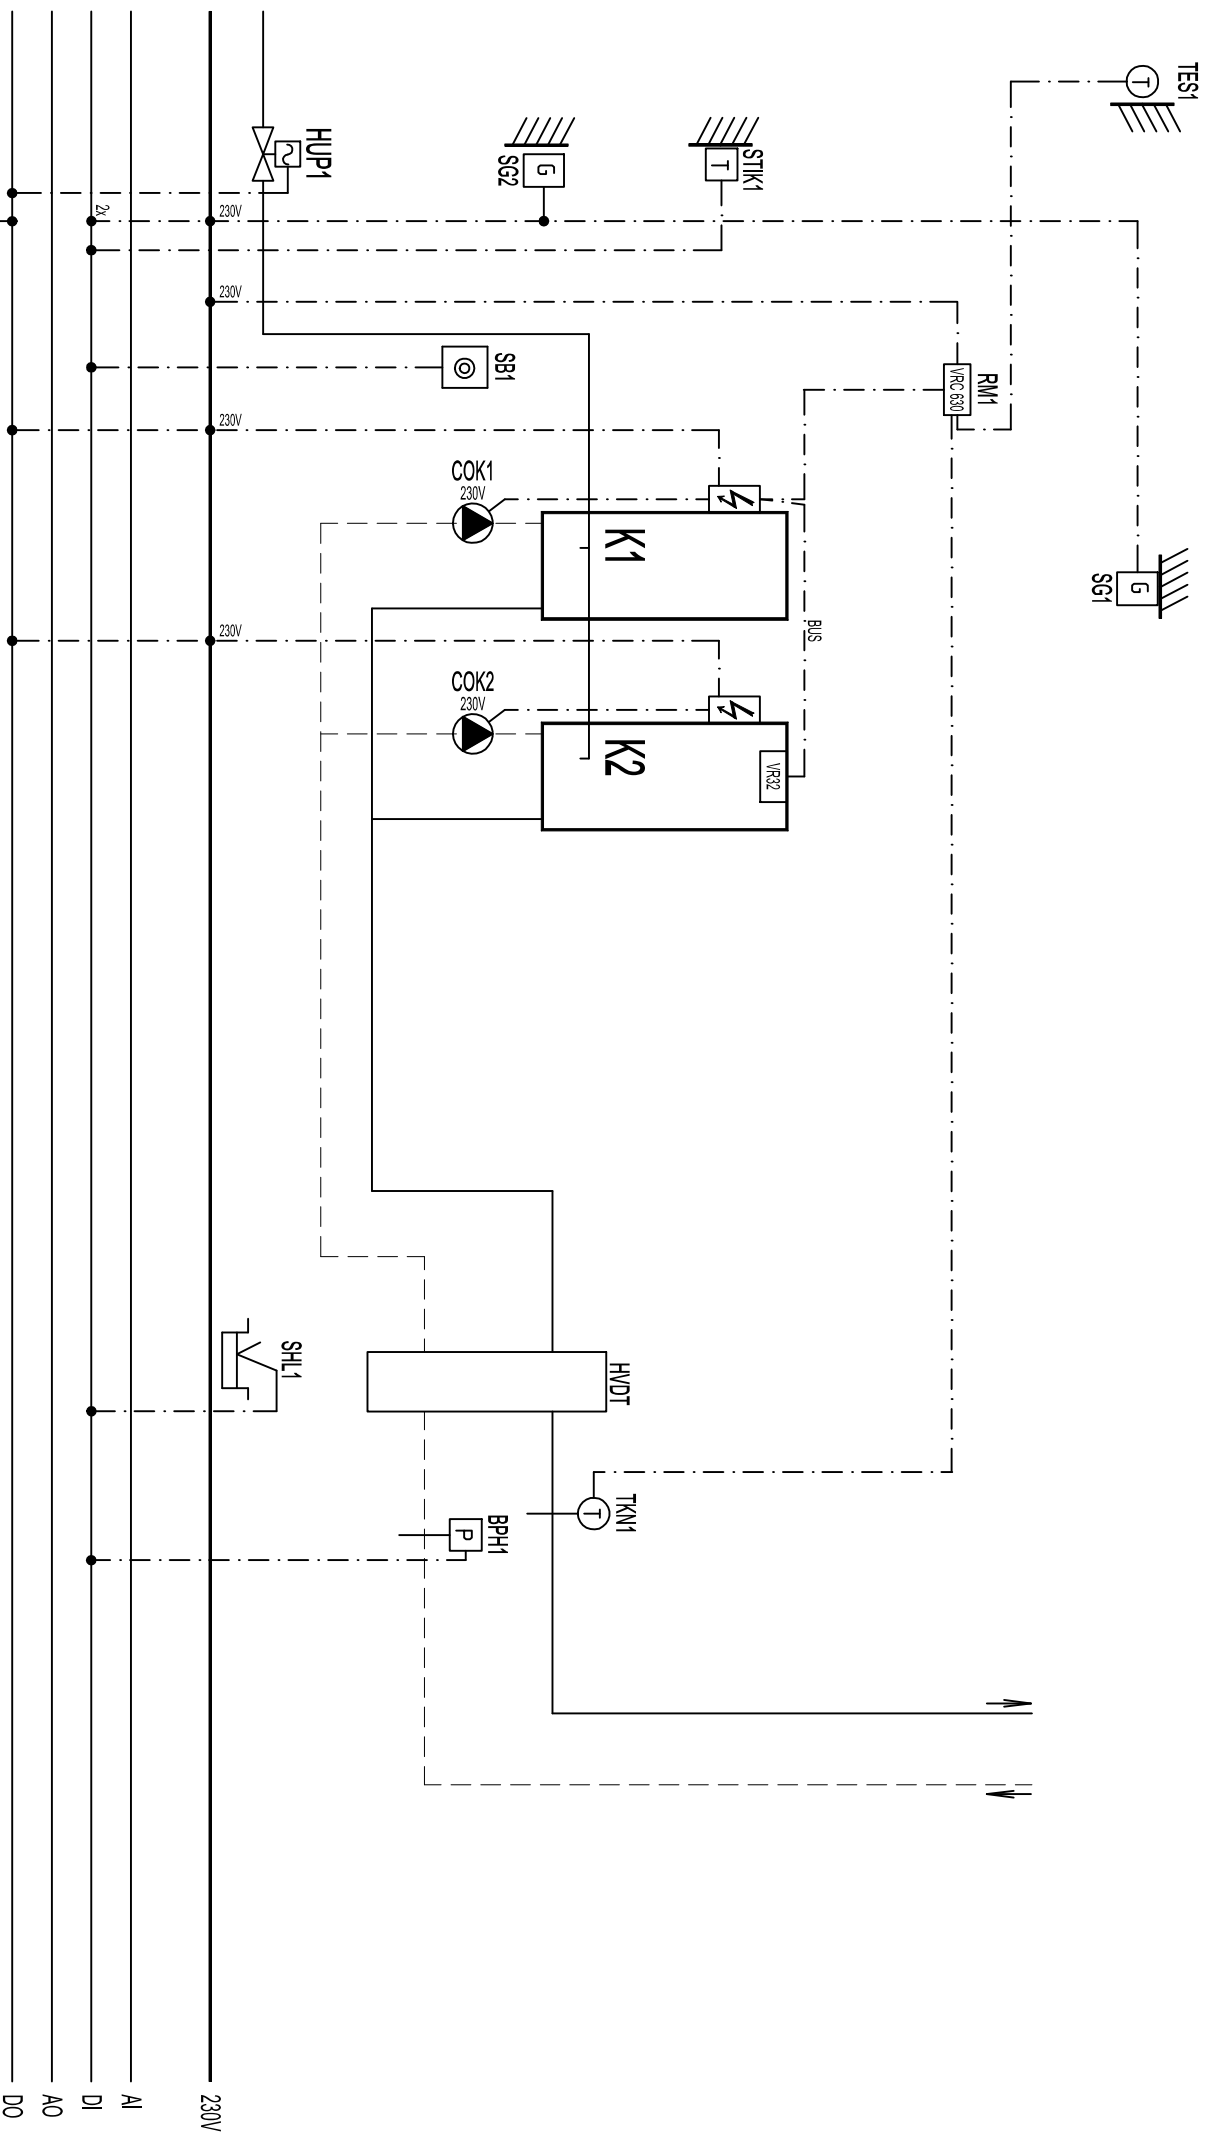 TES1
T
HUP1
SG2
G
STIK1
T
2x
230V
230V
SB1
RM1
VRC 630
230V
COK1
230V
K1
SG1
G
BUS
230V
COK2
230V
K2
VR32
SHL1
HVDT
TKN1
T
BPH1
P
230V
AI
DI
AO
DO